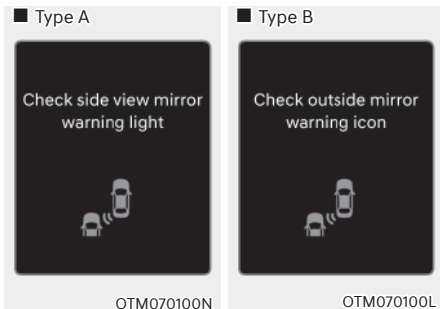 ■ Type A
Check side view mirror
warning light
OTM070100N
■ Type B
Check outside mirror
warning icon
OTM070100L